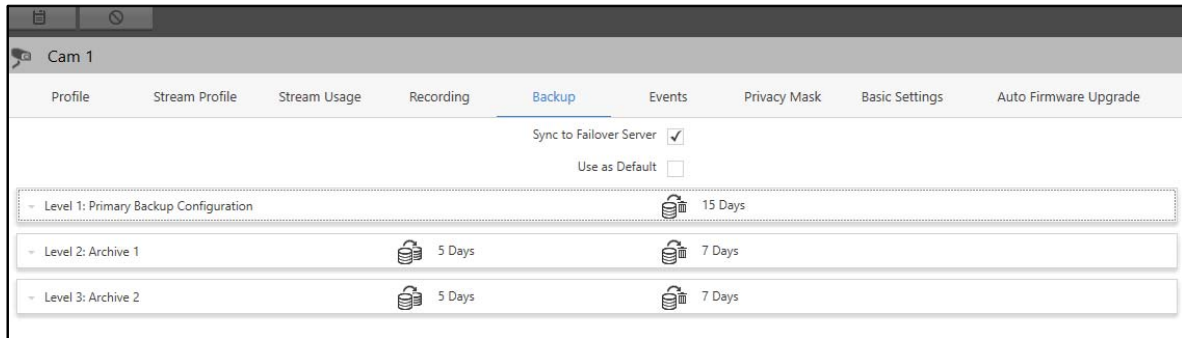 Cam 1
Profile Stream Profile Stream Usage Recording Backup Events Privacy Mask Basic Settings Auto Firmware Upgrade
Sync to Failover Server
Use as Default
Level 1: Primary Backup Configuration 15 Days
Level 2: Archive 1 5 Days 7 Days
Level 3: Archive 2 5 Days 7 Days